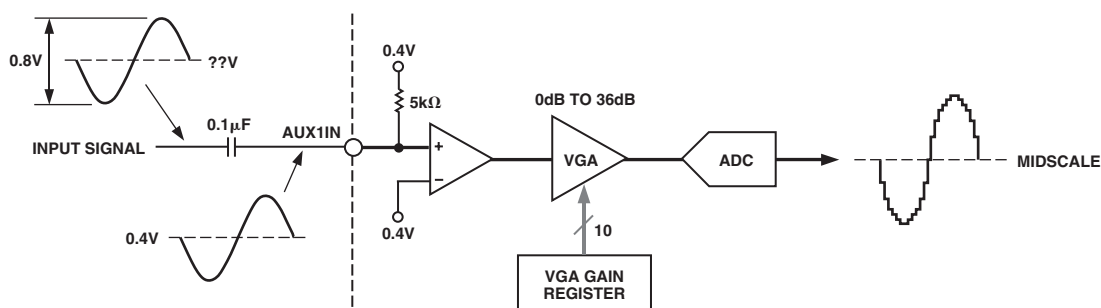 0.8V
??V
0.4V
5kΩ
0dB TO 36dB
0.1μF
AUX1IN
INPUT SIGNAL
+
–
VGA
ADC
MIDSCALE
0.4V
0.4V
10
VGA GAIN
REGISTER